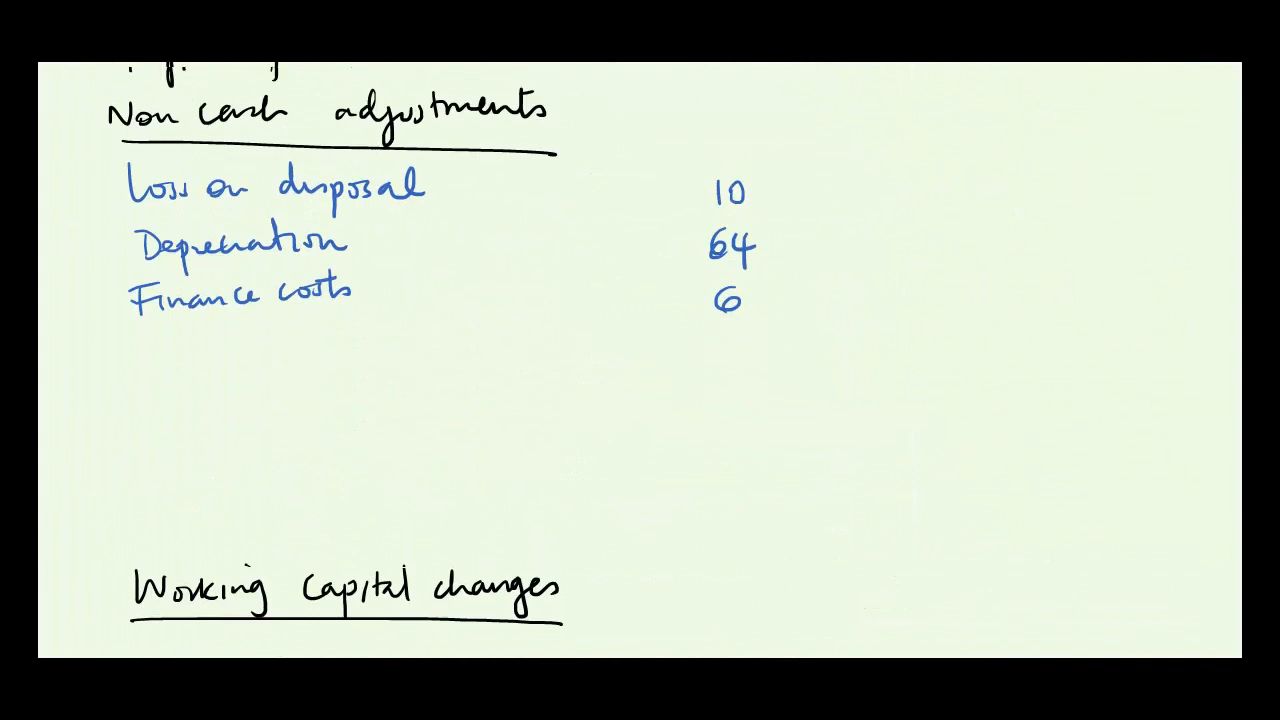 Non cash adjustments
Loss on disposal 10
Depreciation 64
Finance costs 6
Working Capital changes